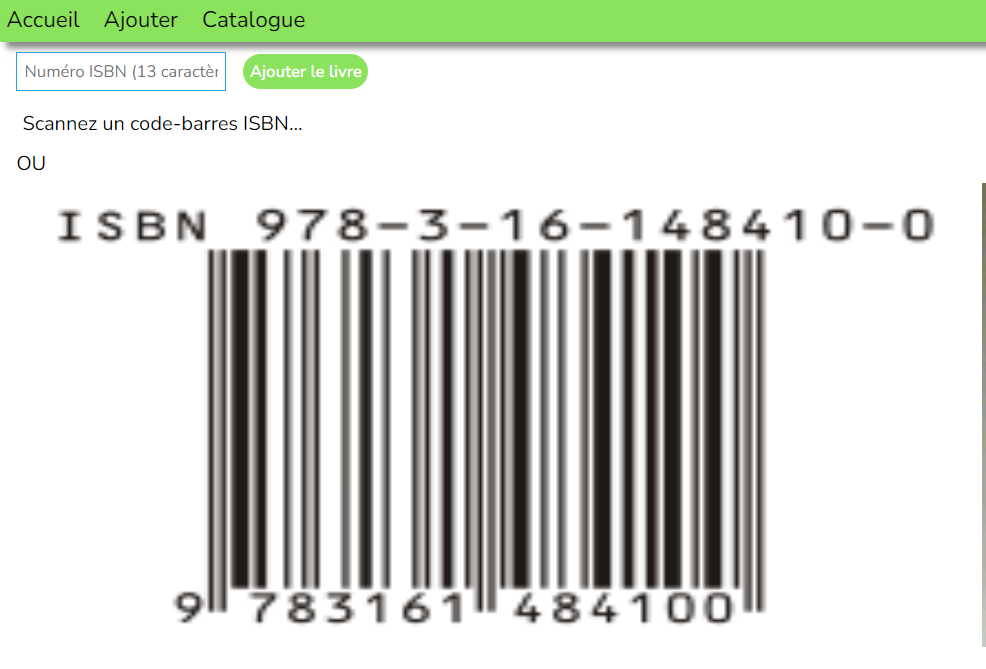 Accueil Ajouter Catalogue
Numéro ISBN (13 caractèr Ajouter le livre
Scannez un code-barres ISBN...
OU
ISBN 978-3-16-148410-0
9 783161 484100